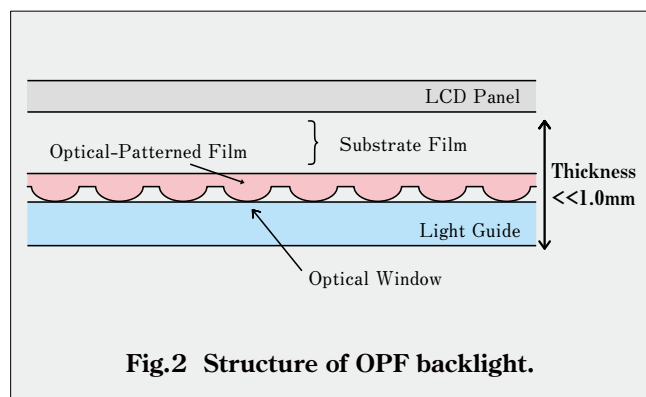 LCD Panel
Substrate Film
Optical-Patterned Film
Thickness
<<1.0mm
Light Guide
Optical Window
Fig.2 Structure of OPF backlight.